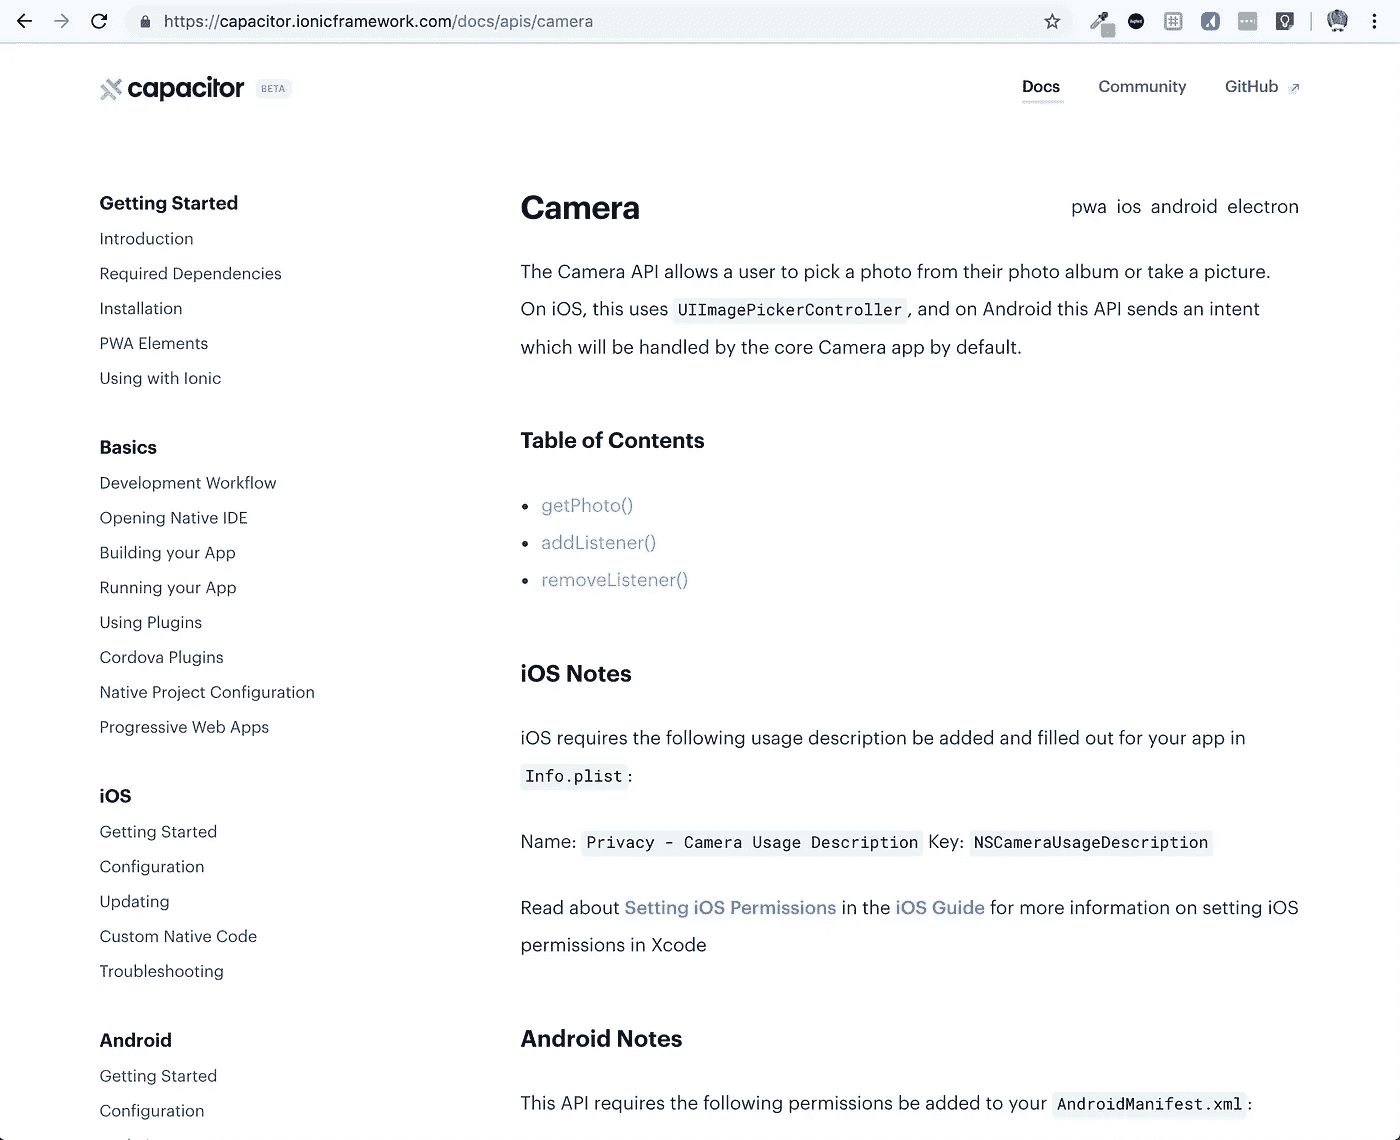 https://capacitor.ionicframework.com/docs/apis/camera
capacitor BETA
Docs Community GitHub
Getting Started
Introduction
Required Dependencies
Installation
PWA Elements
Using with Ionic
Basics
Development Workflow
Opening Native IDE
Building your App
Running your App
Using Plugins
Cordova Plugins
Native Project Configuration
Progressive Web Apps
iOS
Getting Started
Configuration
Updating
Custom Native Code
Troubleshooting
Android
Getting Started
Configuration
Camera
pwa ios android electron
The Camera API allows a user to pick a photo from their photo album or take a picture.
On iOS, this uses UIImagePickerController, and on Android this API sends an intent
which will be handled by the core Camera app by default.
Table of Contents
• getPhoto()
• addListener()
• removeListener()
iOS Notes
iOS requires the following usage description be added and filled out for your app in
Info.plist:
Name: Privacy - Camera Usage Description Key: NSCameraUsageDescription
Read about Setting iOS Permissions in the iOS Guide for more information on setting iOS
permissions in Xcode
Android Notes
This API requires the following permissions be added to your AndroidManifest.xml: